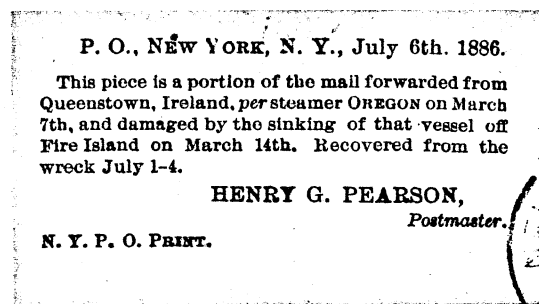 P. O., NEW YORK, N. Y., July 6th. 1886.
This piece is a portion of the mail forwarded from
Queenstown, Ireland, per steamer OREGON on March
7th, and damaged by the sinking of that vessel off
Fire Island on March 14th. Recovered from the
wreck July 1-4.
HENRY G. PEARSON,
Postmaster.
N. Y. P. O. PRINT.